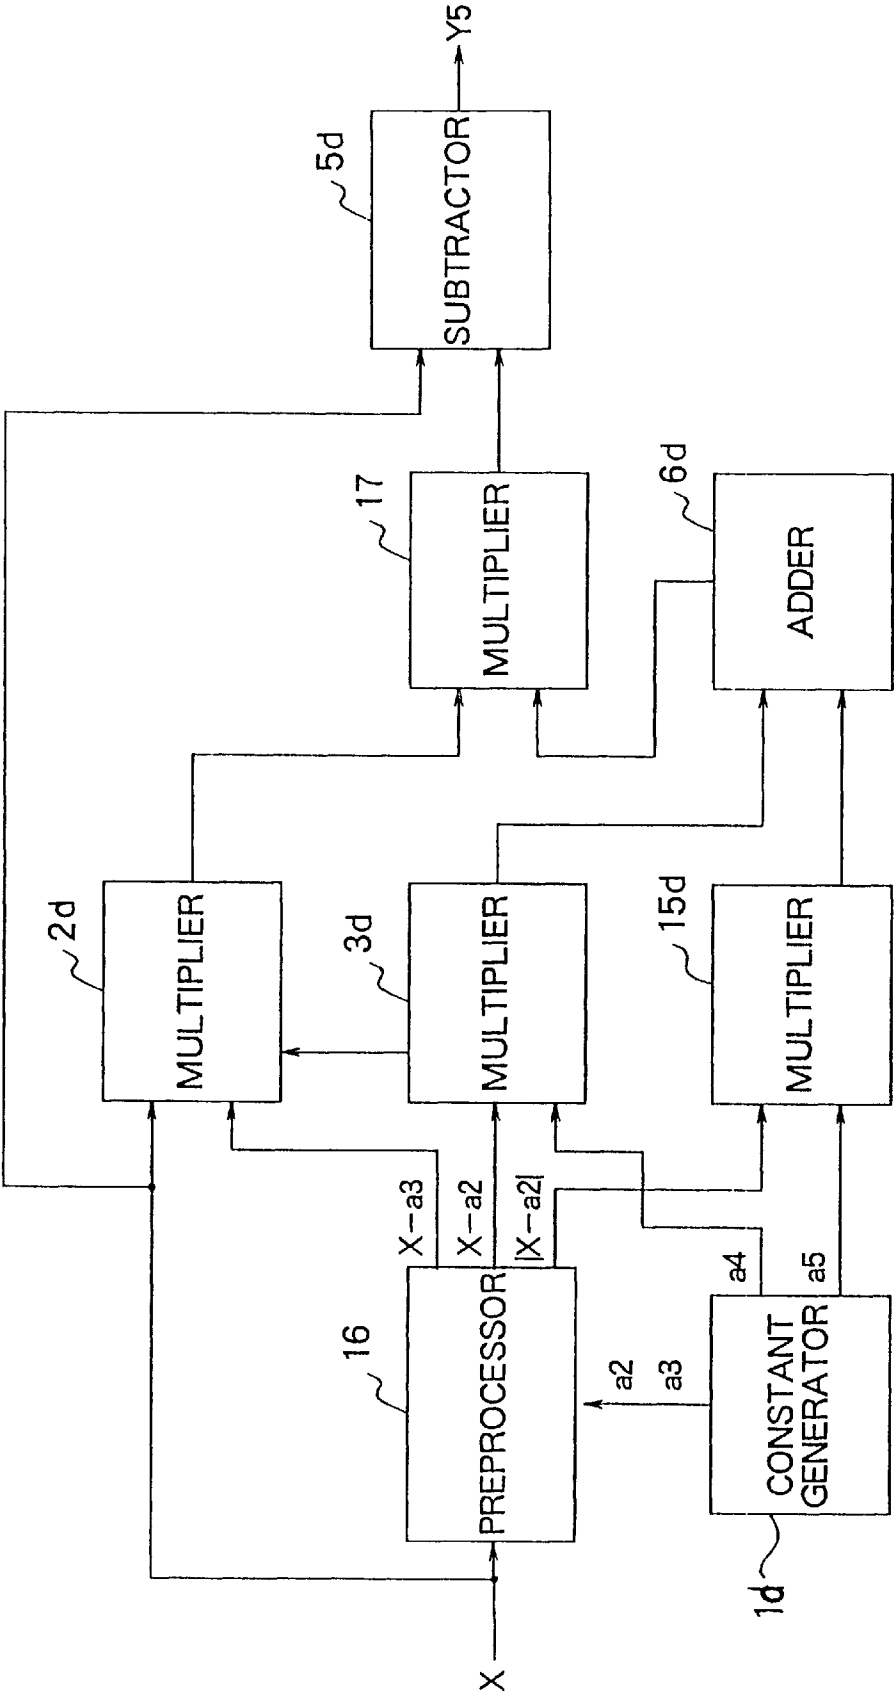 X
16
PREPROCESSOR
X-a3
X-a2
|X-a2|
a2
a3
1d
CONSTANT
GENERATOR
a4
a5
2d
MULTIPLIER
3d
MULTIPLIER
15d
MULTIPLIER
17
MULTIPLIER
6d
ADDER
5d
SUBTRACTOR
Y5